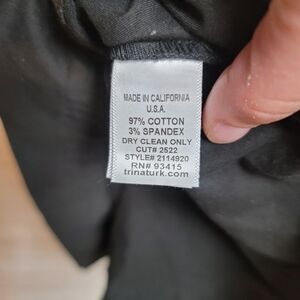 MADE IN CALIFORNIA
U.S.A.
97% COTTON
3% SPANDEX
DRY CLEAN ONLY
CUT# 2522
STYLE# 2114920
RN# 93415
trinaturk.com